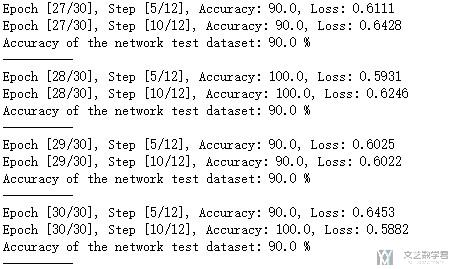 Epoch [27/30], Step [5/12], Accuracy: 90.0, Loss: 0.6111
Epoch [27/30], Step [10/12], Accuracy: 90.0, Loss: 0.6428
Accuracy of the network test dataset: 90.0 %
Epoch [28/30], Step [5/12], Accuracy: 100.0, Loss: 0.5931
Epoch [28/30], Step [10/12], Accuracy: 100.0, Loss: 0.6246
Accuracy of the network test dataset: 90.0 %
Epoch [29/30], Step [5/12], Accuracy: 90.0, Loss: 0.6025
Epoch [29/30], Step [10/12], Accuracy: 90.0, Loss: 0.6022
Accuracy of the network test dataset: 90.0 %
Epoch [30/30], Step [5/12], Accuracy: 90.0, Loss: 0.6453
Epoch [30/30], Step [10/12], Accuracy: 100.0, Loss: 0.5882
Accuracy of the network test dataset: 90.0 %
文艺数学君